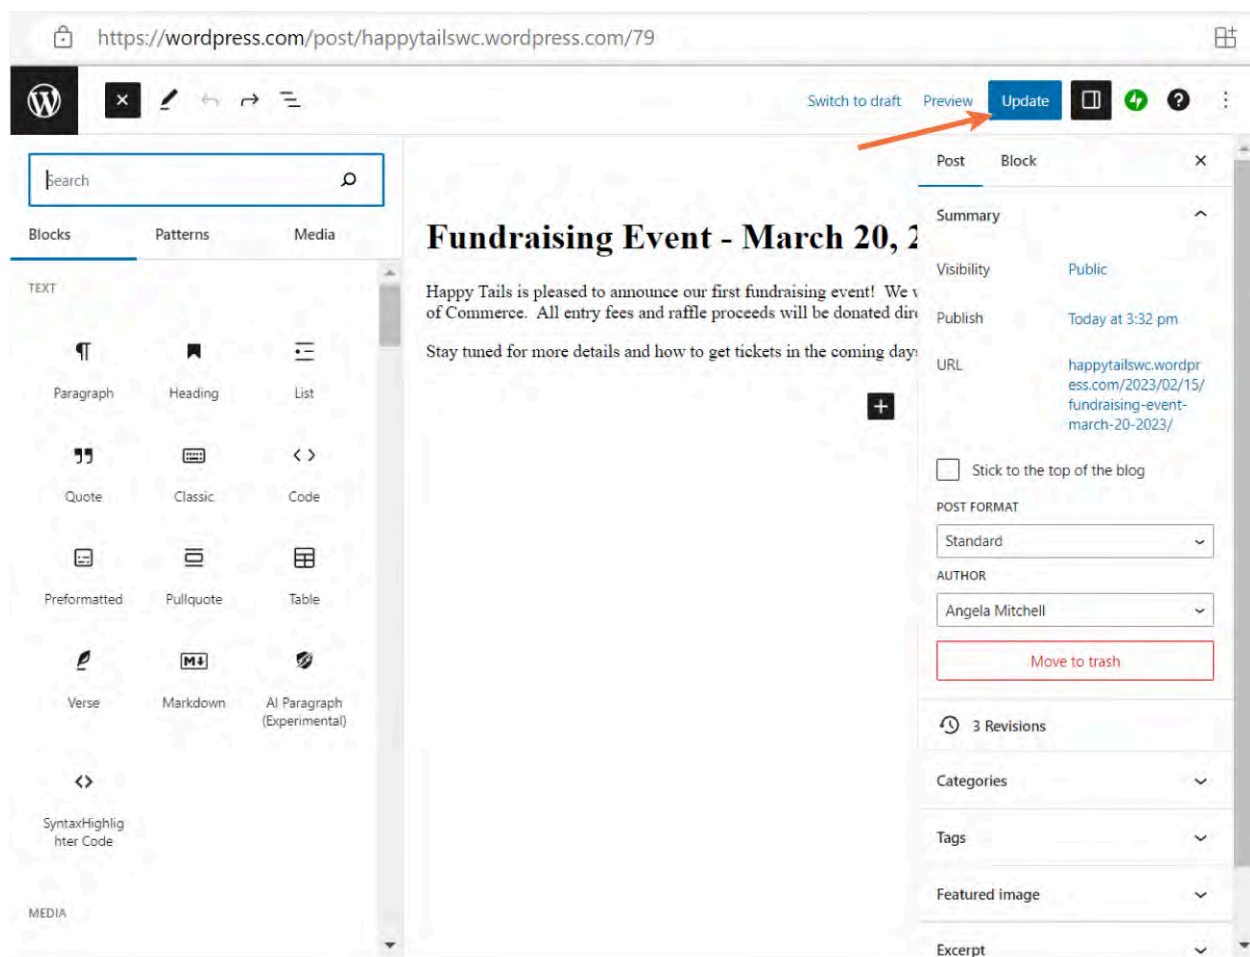 https://wordpress.com/post/happytailswc.wordpress.com/79
Switch to draft Preview Update
Search
Blocks Patterns Media
TEXT
Paragraph Heading List
Quote Classic Code
Preformatted Pullquote Table
Verse Markdown AI Paragraph
(Experimental)
SyntaxHighlig
hter Code
MEDIA
Fundraising Event - March 20, 2
Happy Tails is pleased to announce our first fundraising event! We
of Commerce. All entry fees and raffle proceeds will be donated
Stay tuned for more details and how to get tickets in the coming
Post Block
Summary
Visibility Public
Publish Today at 3:32 pm
URL happytailswc.wordpr
ess.com/2023/02/15/
fundraising-event-
march-20-2023/
Stick to the top of the blog
POST FORMAT
Standard
AUTHOR
Angela Mitchell
Move to trash
3 Revisions
Categories
Tags
Featured image
Excerpt